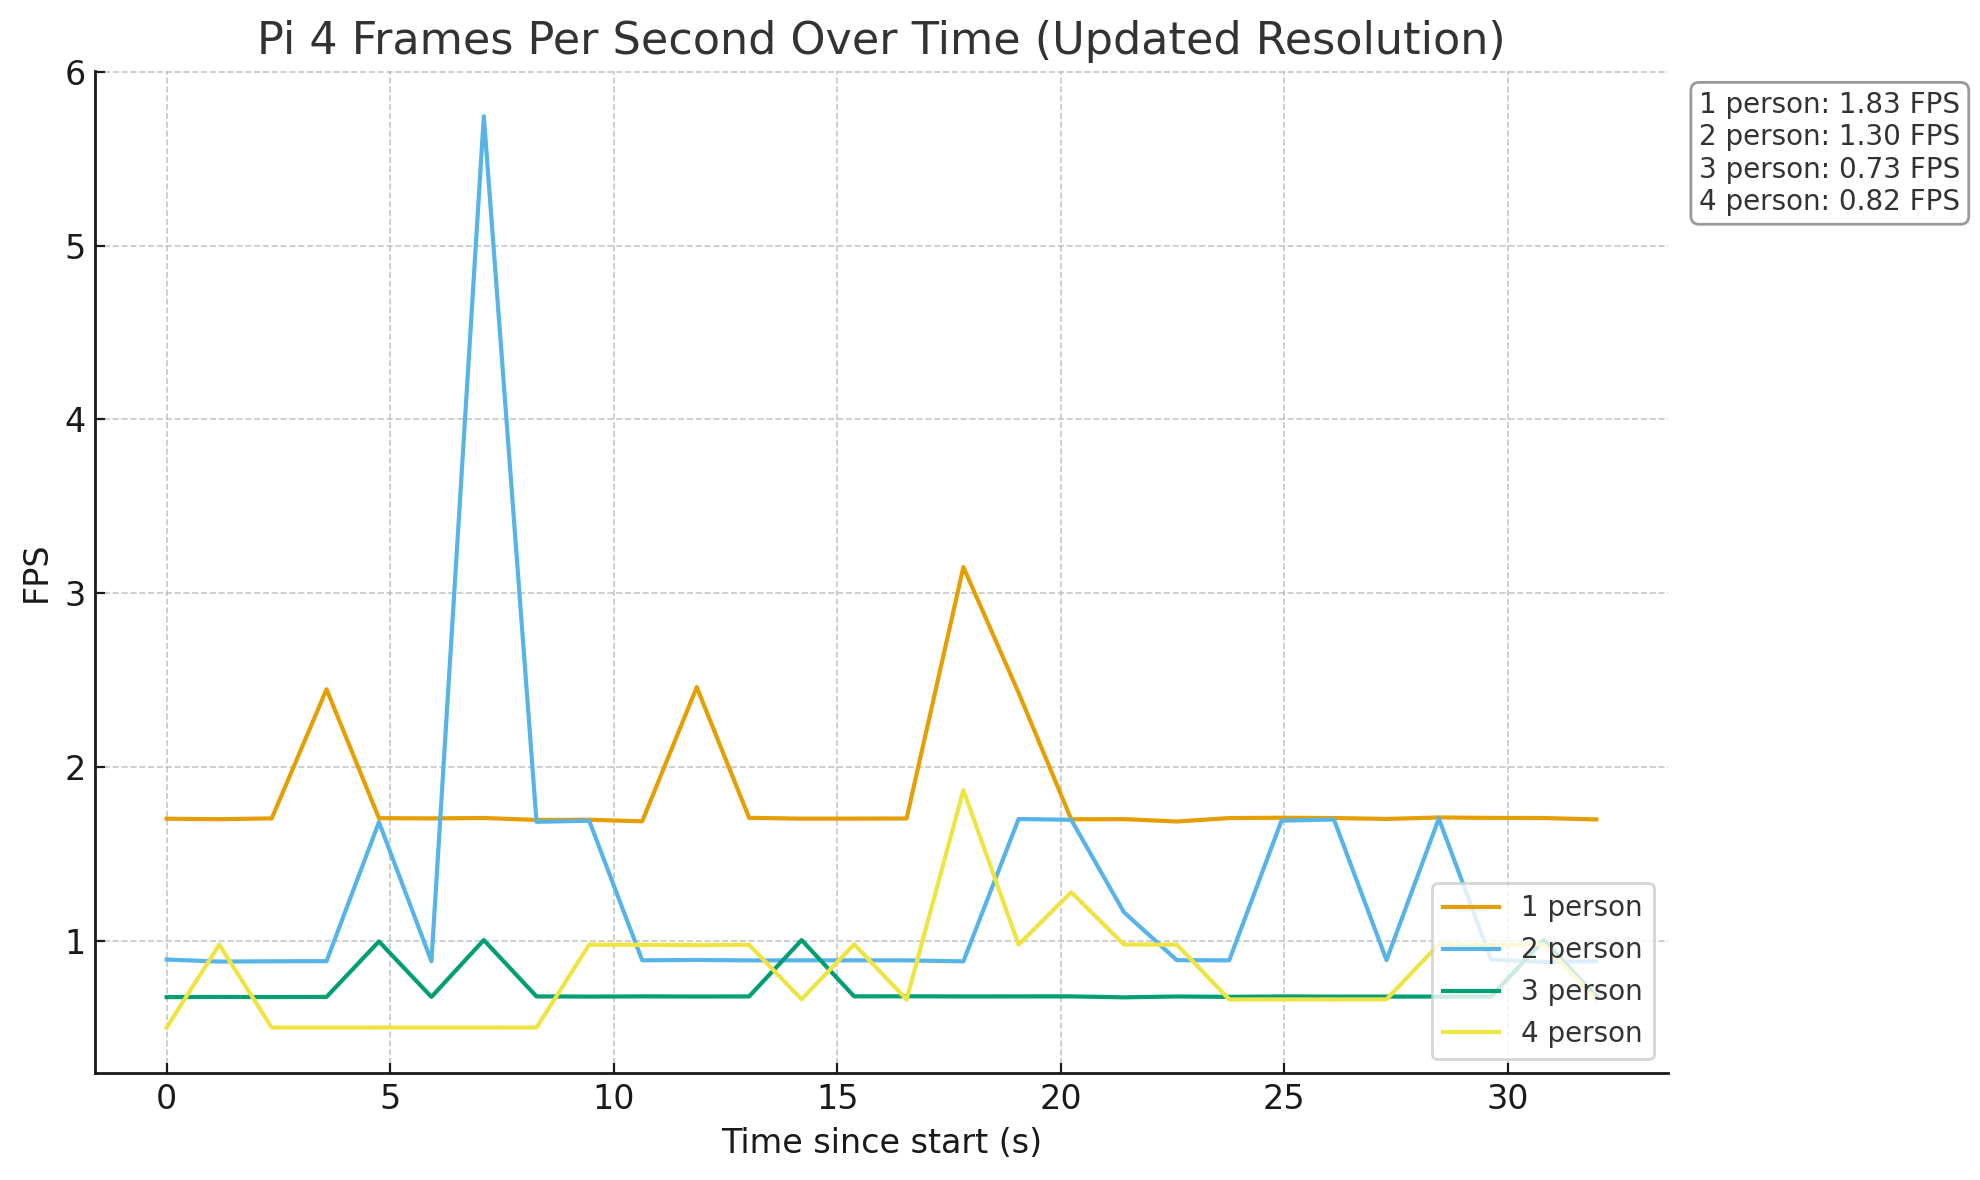 Pi 4 Frames Per Second Over Time (Updated Resolution)
1 person: 1.83 FPS
2 person: 1.30 FPS
3 person: 0.73 FPS
4 person: 0.82 FPS
FPS
6
5
4
3
2
1
1 person
2 person
3 person
4 person
0 5 10 15 20 25 30
Time since start (s)